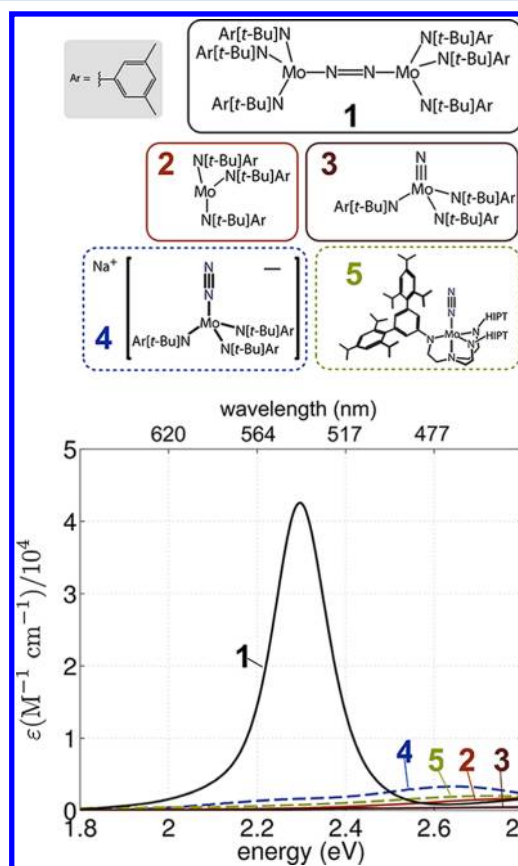 Ar =
Ar[t-Bu]N
Ar[t-Bu]N
Ar[t-Bu]N
Mo
N
N
Mo
N[t-Bu]Ar
N[t-Bu]Ar
N[t-Bu]Ar
1
2
N[t-Bu]Ar
N[t-Bu]Ar
Mo
N[t-Bu]Ar
3
N
Mo
Ar[t-Bu]N
N[t-Bu]Ar
N[t-Bu]Ar
Na+
4
N
N
Mo
Ar[t-Bu]N
N[t-Bu]Ar
N[t-Bu]Ar
5
N
N
HIPT
N
HIPT
N
Mo
N
N
wavelength (nm)
620 564 517 477
5
4
3
2
1
0
ε(M−1 cm−1)/10^4
1
4
5
2
3
1.8 2 2.2 2.4 2.6
energy (eV)